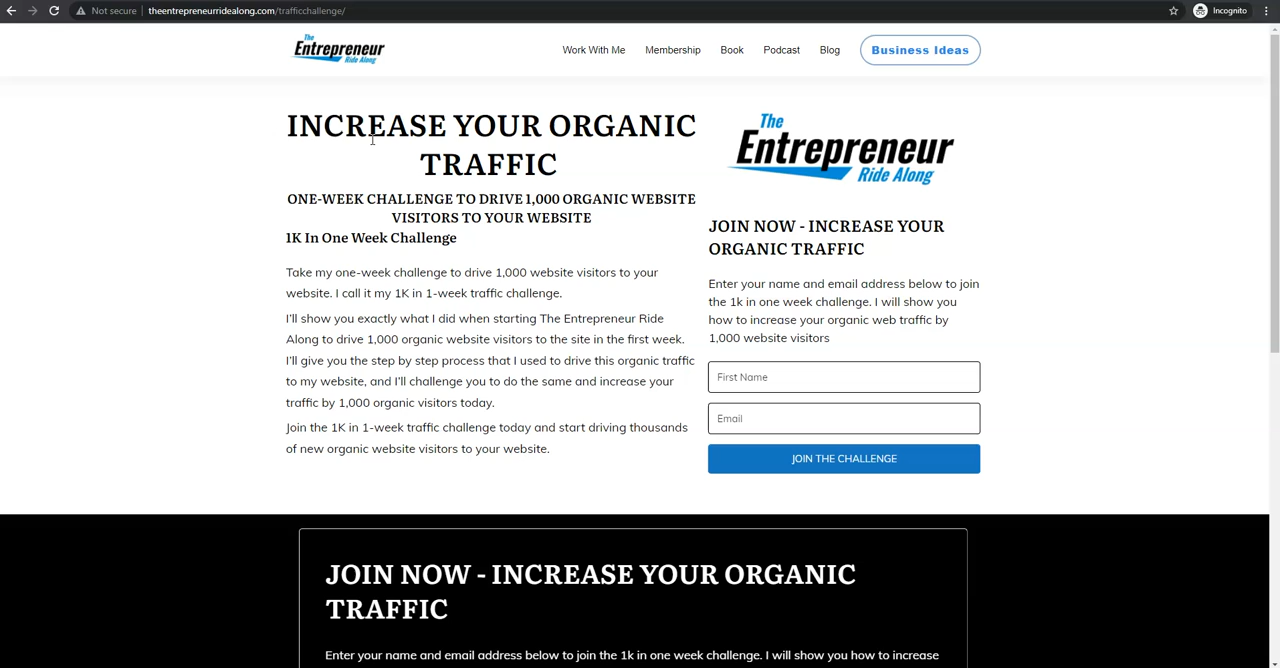 Not secure | theentrepreneurridealong.com/trafficchallenge/
Incognito
The
Entrepreneur
Ride Along
Work With Me
Membership
Book
Podcast
Blog
Business Ideas
INCREASE YOUR ORGANIC
TRAFFIC
ONE-WEEK CHALLENGE TO DRIVE 1,000 ORGANIC WEBSITE
VISITORS TO YOUR WEBSITE
1K In One Week Challenge
Take my one-week challenge to drive 1,000 website visitors to your
website. I call it my 1K in 1-week traffic challenge.
I'll show you exactly what I did when starting The Entrepreneur Ride
Along to drive 1,000 organic website visitors to the site in the first week.
I'll give you the step by step process that I used to drive this organic traffic
to my website, and I'll challenge you to do the same and increase your
traffic by 1,000 organic visitors today.
Join the 1K in 1-week traffic challenge today and start driving thousands
of new organic website visitors to your website.
The
Entrepreneur
Ride Along
JOIN NOW - INCREASE YOUR
ORGANIC TRAFFIC
Enter your name and email address below to join
the 1k in one week challenge. I will show you
how to increase your organic web traffic by
1,000 website visitors
First Name
Email
JOIN THE CHALLENGE
JOIN NOW - INCREASE YOUR ORGANIC
TRAFFIC
Enter your name and email address below to join the 1k in one week challenge. I will show you how to increase